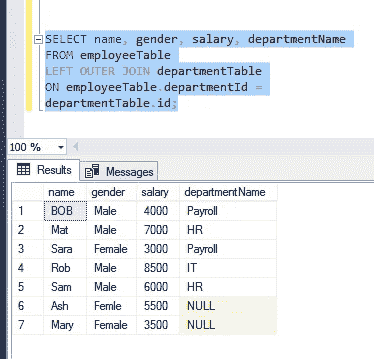 SELECT name, gender, salary, departmentName
FROM employeeTable
LEFT OUTER JOIN departmentTable
ON employeeTable.departmentId =
departmentTable.id;
100 %
Results Messages
name gender salary departmentName
1 BOB Male 4000 Payroll
2 Mat Male 7000 HR
3 Sara Female 3000 Payroll
4 Rob Male 8500 IT
5 Sam Male 6000 HR
6 Ash Femle 5500 NULL
7 Mary Female 3500 NULL